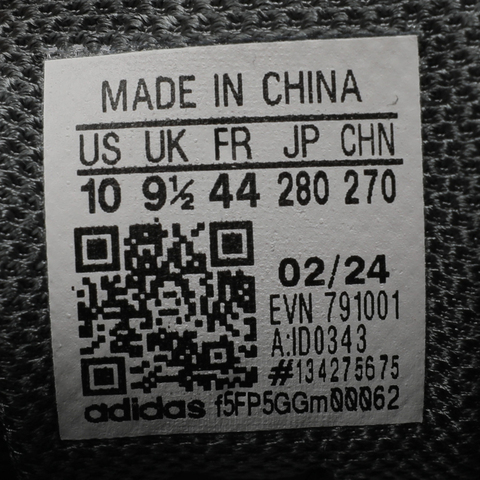 MADE IN CHINA
US UK FR JP CHN
10 9½ 44 280 270
02/24
EVN 791001
A:ID0343
#134275675
adidas f5FP5GGm00062